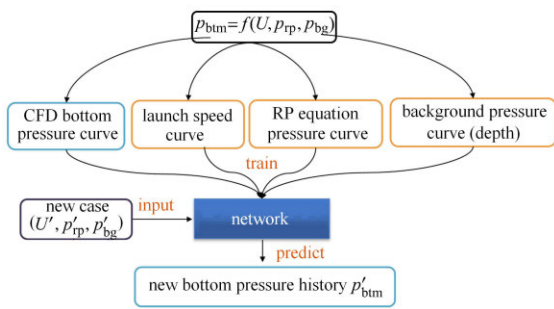 p_btm=f(U, p_rp, p_bg)
CFD bottom
pressure curve
launch speed
curve
RP equation
pressure curve
background pressure
curve (depth)
train
new case
(U′, p′_rp, p′_bg)
input
network
predict
new bottom pressure history p′_btm